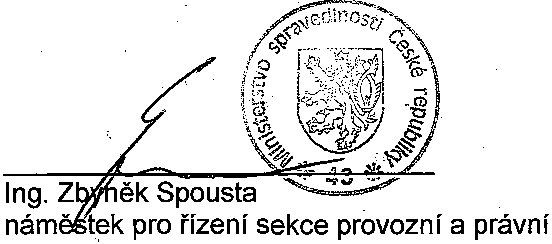 Ministerstvo spravedlnosti České republiky
* 43 *
Ing. Zbyněk Spousta
náměstek pro řízení sekce provozní a právní